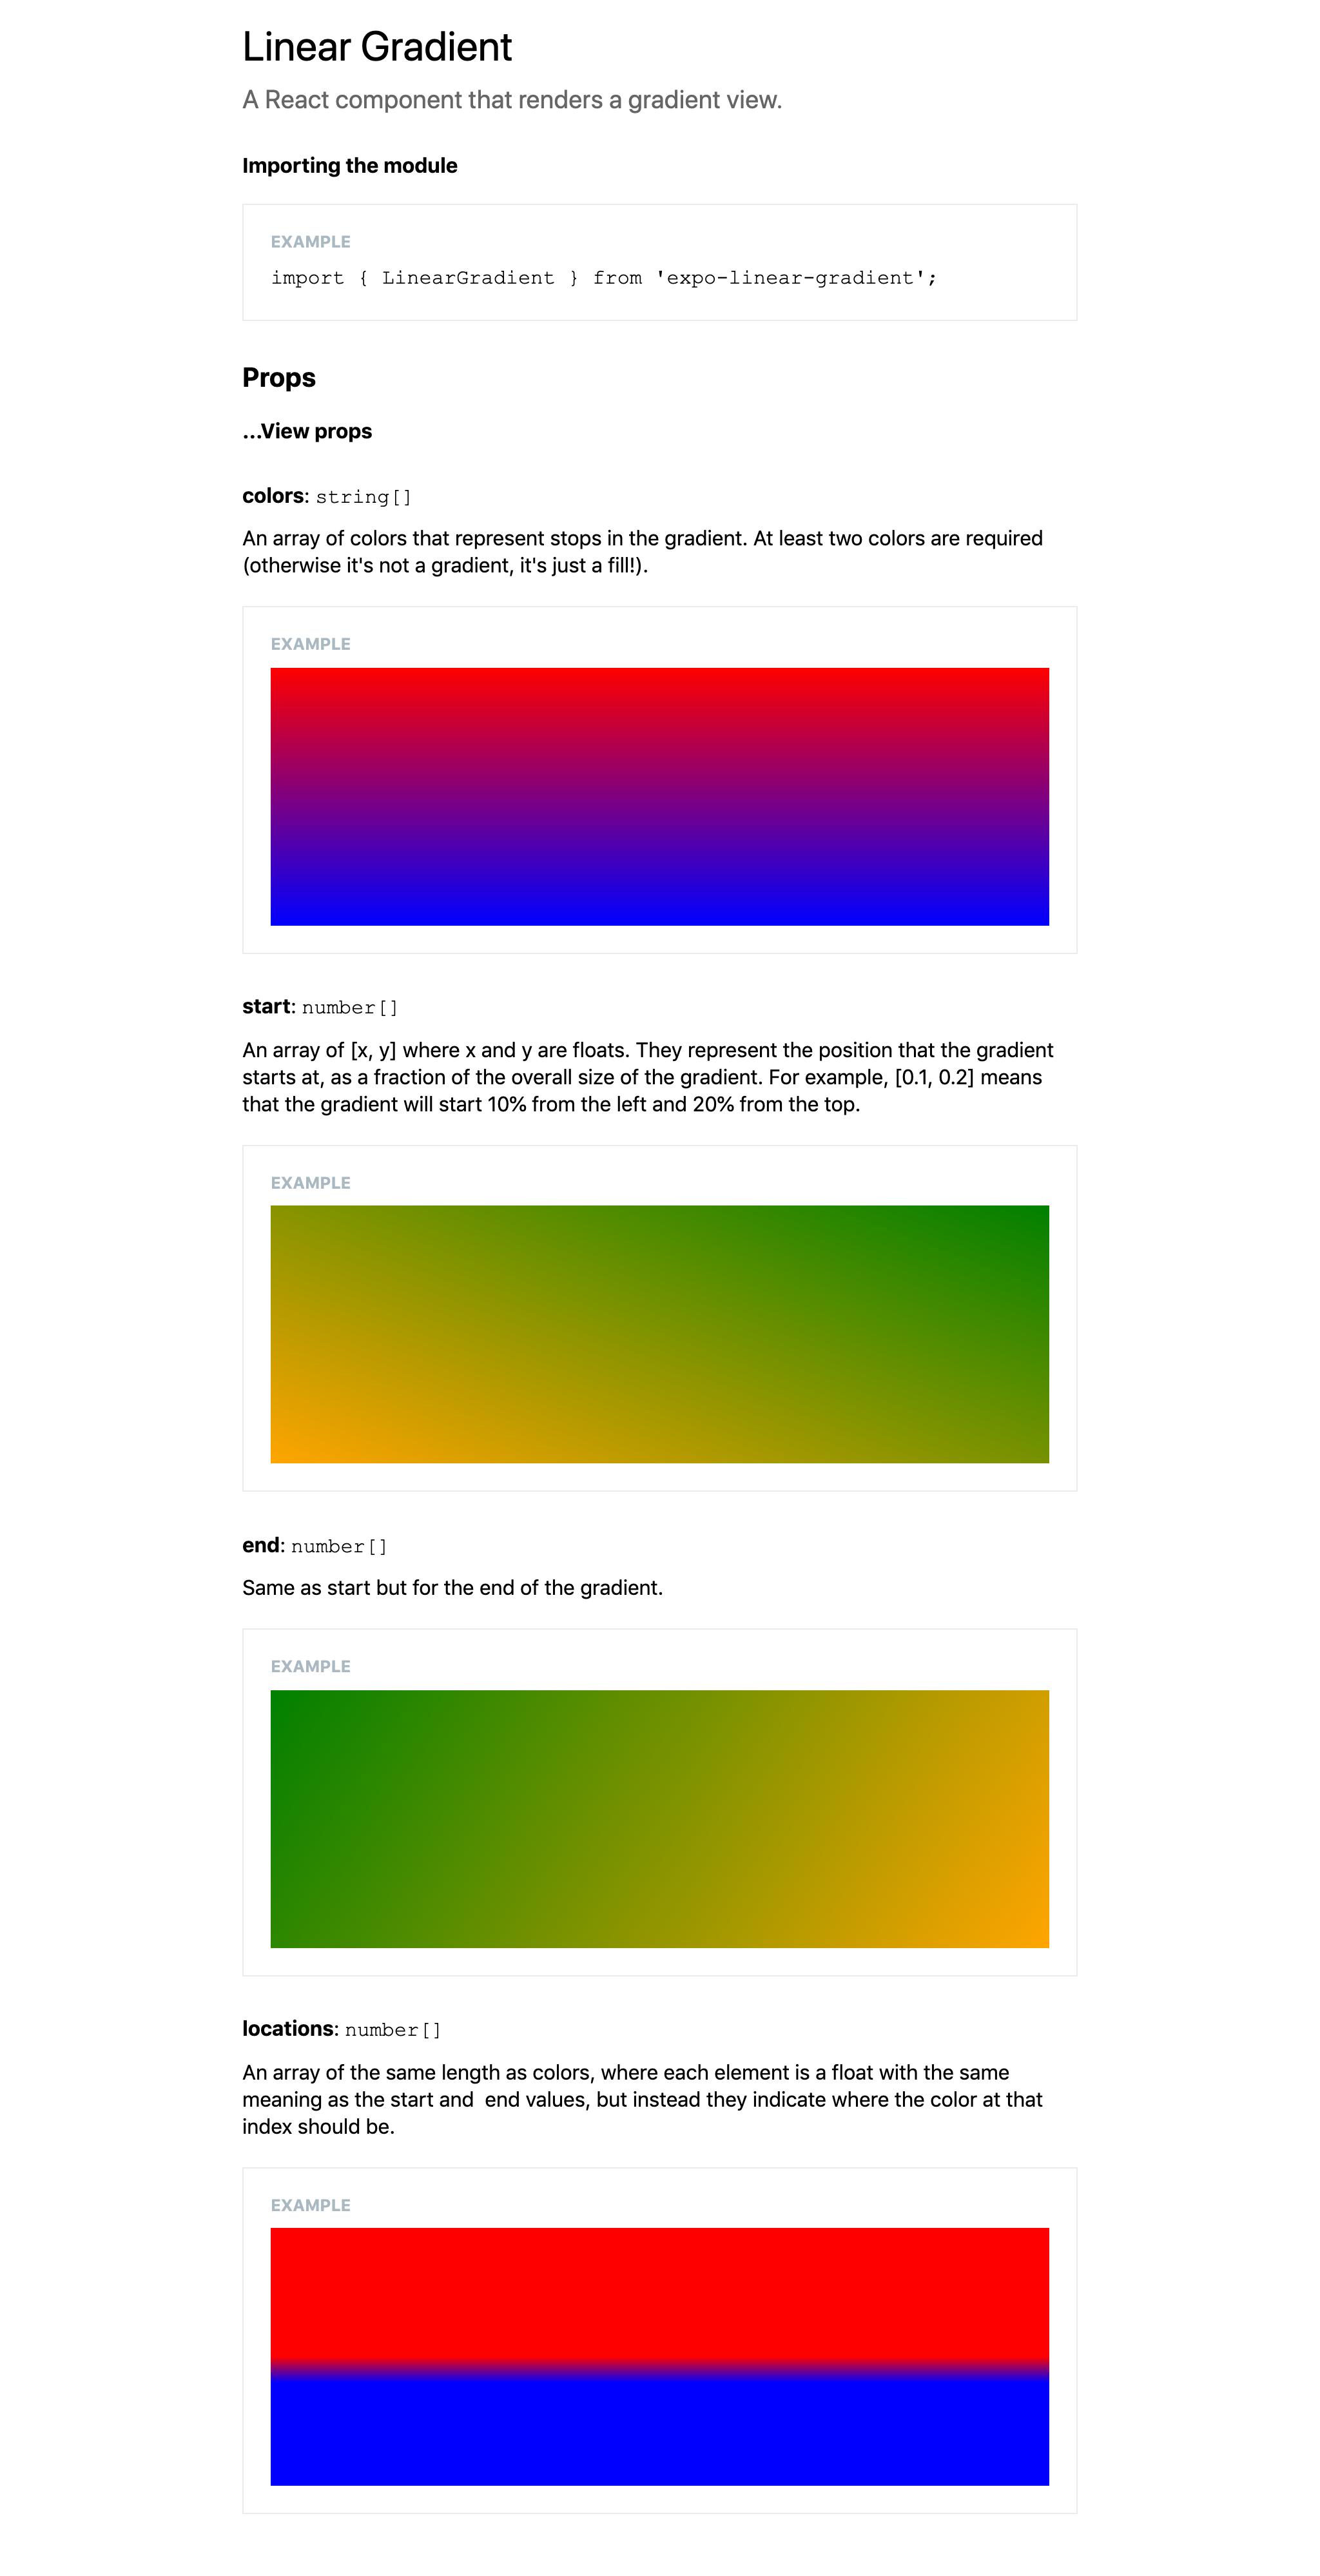 Linear Gradient
A React component that renders a gradient view.
Importing the module
EXAMPLE
import { LinearGradient } from 'expo-linear-gradient';
Props
...View props
colors: string[]
An array of colors that represent stops in the gradient. At least two colors are required
(otherwise it's not a gradient, it's just a fill!).
EXAMPLE
start: number[]
An array of [x, y] where x and y are floats. They represent the position that the gradient
starts at, as a fraction of the overall size of the gradient. For example, [0.1, 0.2] means
that the gradient will start 10% from the left and 20% from the top.
EXAMPLE
end: number[]
Same as start but for the end of the gradient.
EXAMPLE
locations: number[]
An array of the same length as colors, where each element is a float with the same
meaning as the start and  end values, but instead they indicate where the color at that
index should be.
EXAMPLE